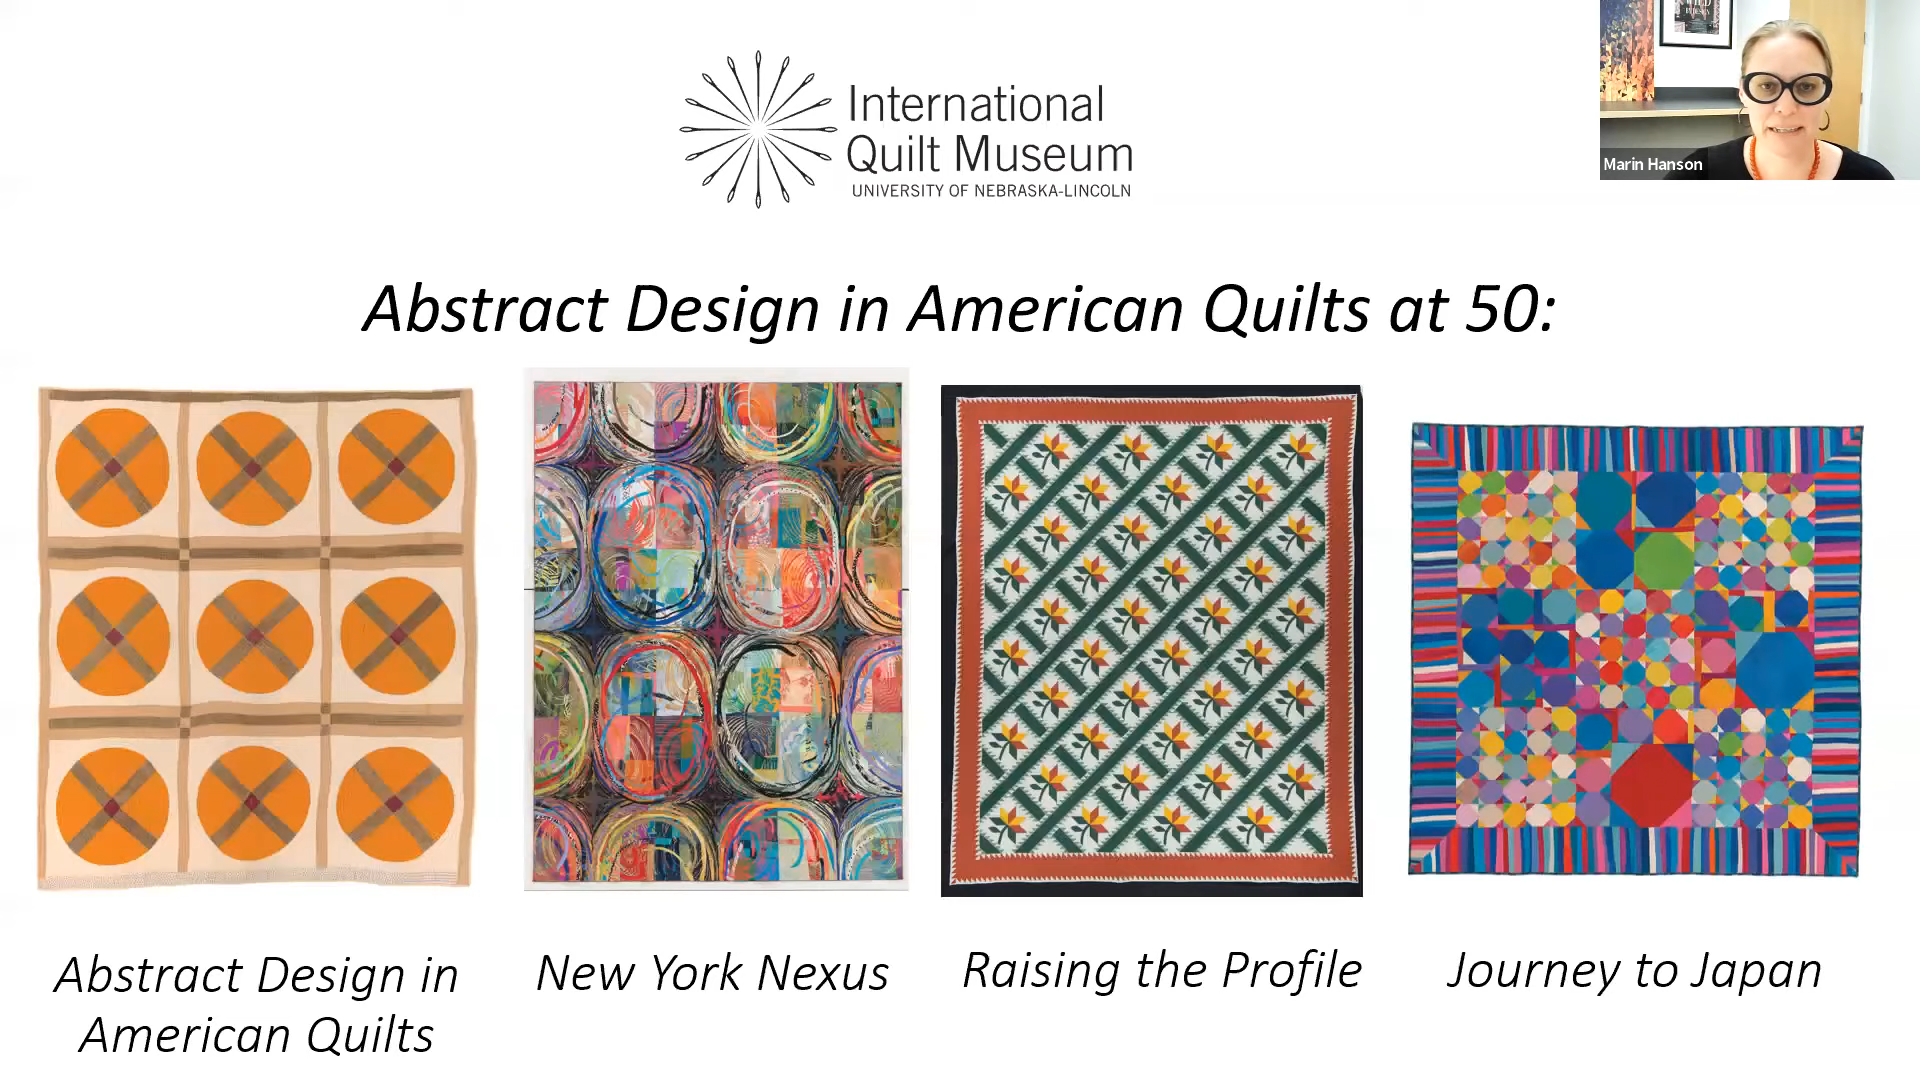 International
Quilt Museum
UNIVERSITY OF NEBRASKA-LINCOLN
Marin Hanson
Abstract Design in American Quilts at 50:
Abstract Design in
American Quilts
New York Nexus
Raising the Profile
Journey to Japan